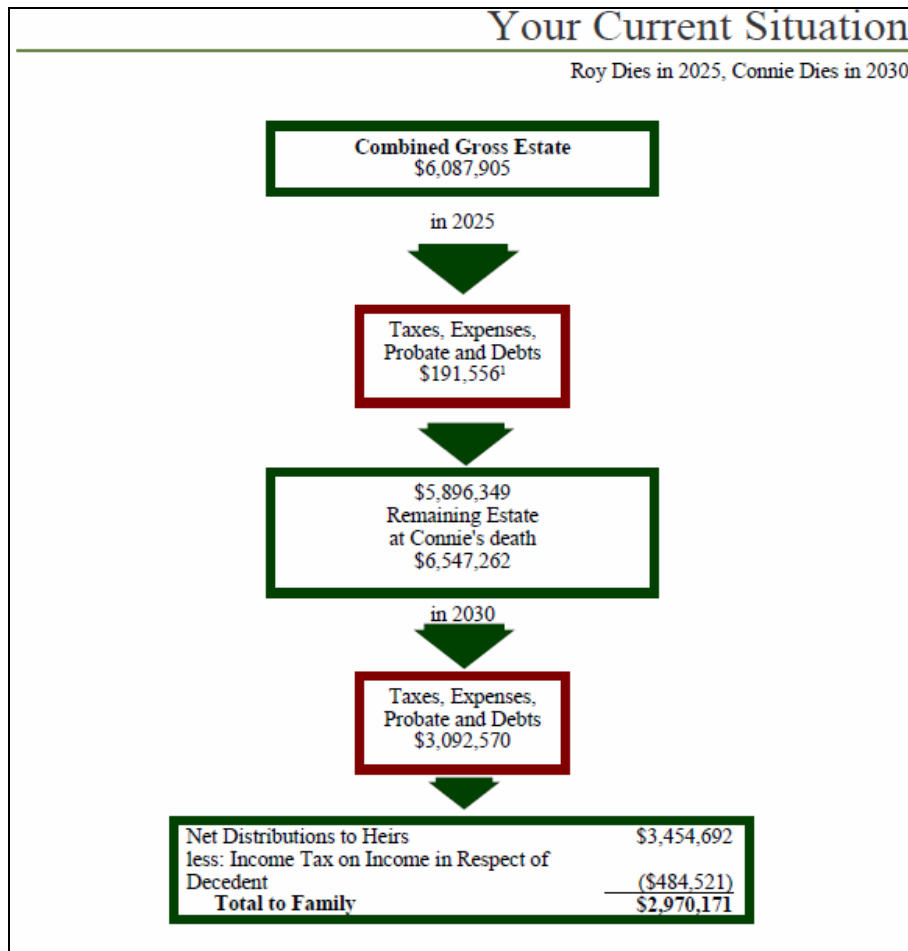 Your Current Situation
Roy Dies in 2025, Connie Dies in 2030
Combined Gross Estate
$6,087,905
in 2025
Taxes, Expenses,
Probate and Debts
$191,556¹
$5,896,349
Remaining Estate
at Connie's death
$6,547,262
in 2030
Taxes, Expenses,
Probate and Debts
$3,092,570
Net Distributions to Heirs $3,454,692
less: Income Tax on Income in Respect of
Decedent ($484,521)
Total to Family $2,970,171